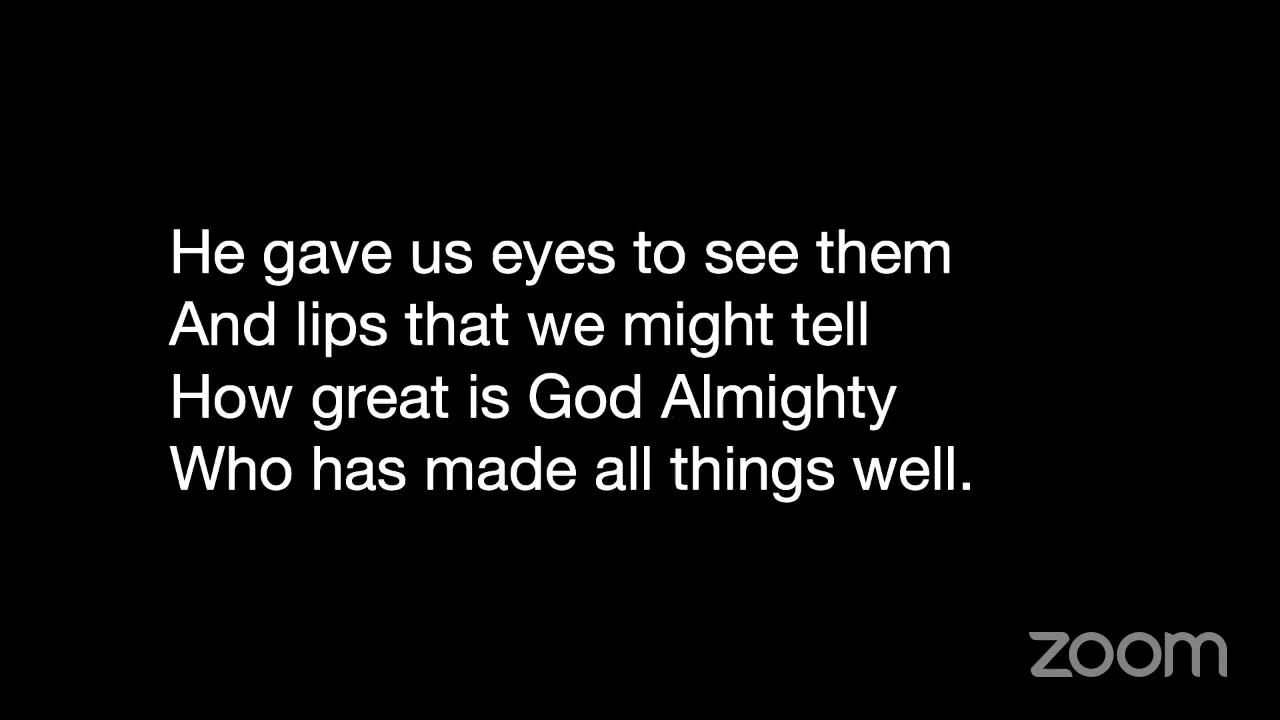 He gave us eyes to see them
And lips that we might tell
How great is God Almighty
Who has made all things well.
zoom